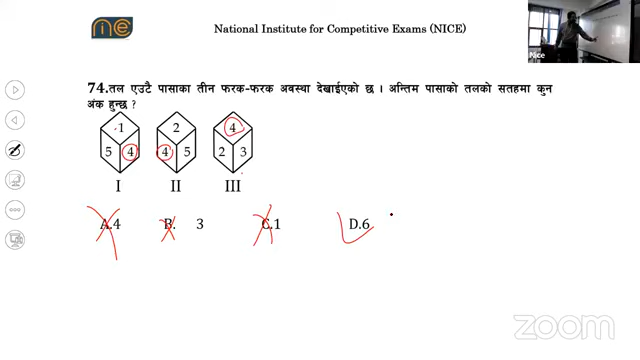 nie
National Institute for Competitive Exams (NICE)
Nice
74.तल एउटै पासाका तीन फरक-फरक अवस्था देखाईएको छ । अन्तिम पासाको तलको सतहमा कुन
अंक हुन्छ ?
1
5 4
2
4 5
4
2 3
I II III
A.4 B. 3 C.1 D.6
zoom